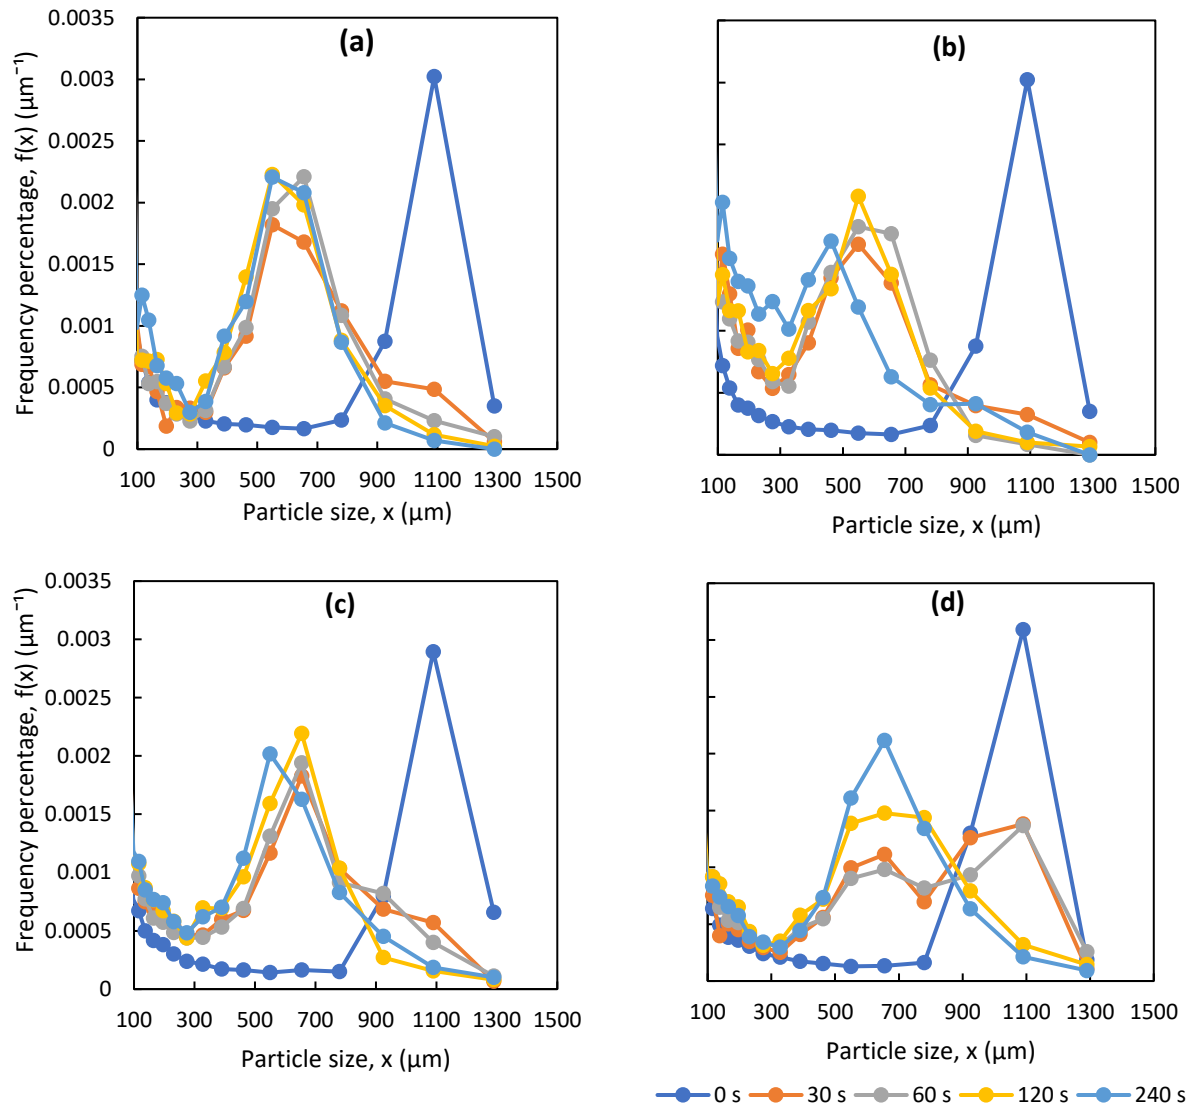 (a)
Frequency percentage, f(x) (µm⁻¹)
0.0035
0.003
0.0025
0.002
0.0015
0.001
0.0005
0
100 300 500 700 900 1100 1300 1500
Particle size, x (µm)
(b)
100 300 500 700 900 1100 1300 1500
Particle size, x (µm)
(c)
Frequency percentage, f(x) (µm⁻¹)
0.0035
0.003
0.0025
0.002
0.0015
0.001
0.0005
0
100 300 500 700 900 1100 1300 1500
Particle size, x (µm)
(d)
100 300 500 700 900 1100 1300 1500
Particle size, x (µm)
0 s 30 s 60 s 120 s 240 s